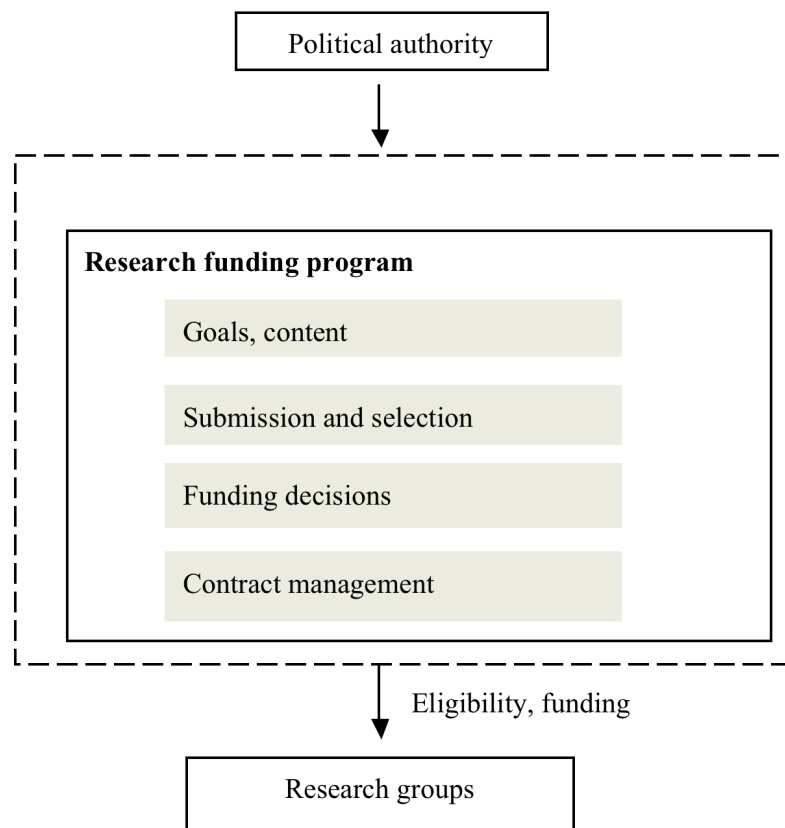 Political authority
Research funding program
Goals, content
Submission and selection
Funding decisions
Contract management
Eligibility, funding
Research groups